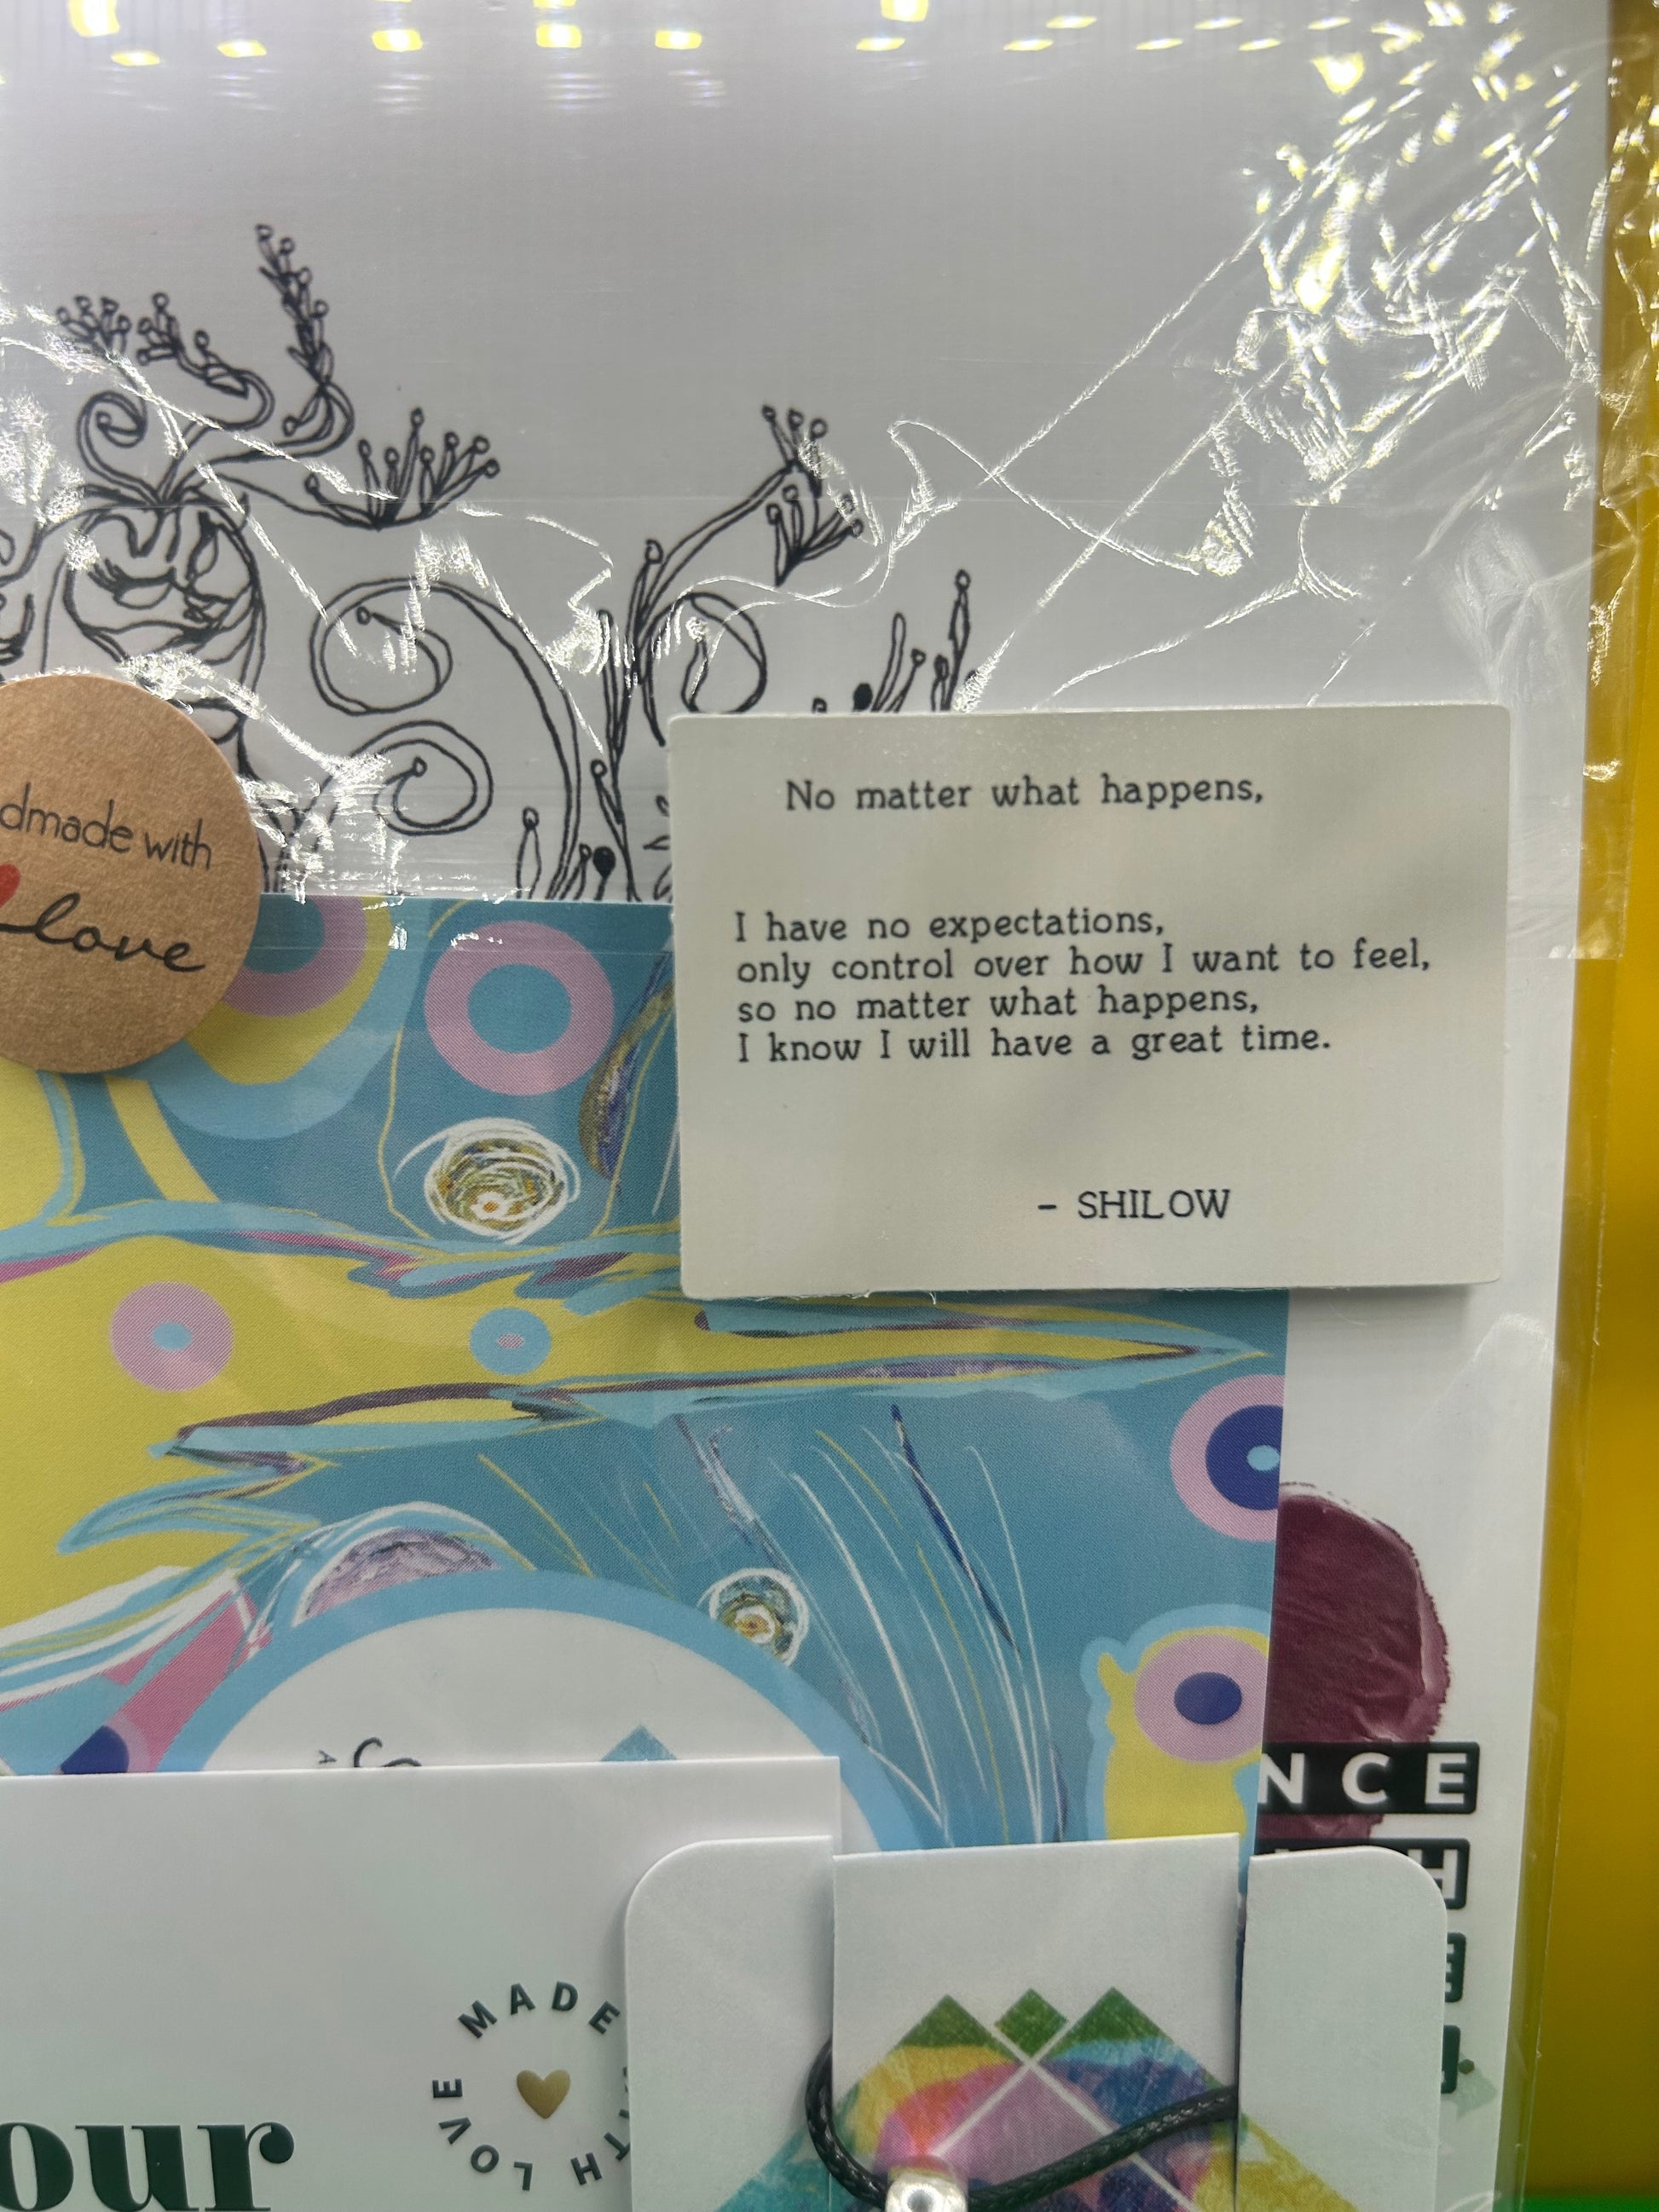 dmade with
love
No matter what happens,
I have no expectations,
only control over how I want to feel,
so no matter what happens,
I know I will have a great time.
- SHILOW
NCE
H
MADE
TH LOVE
our